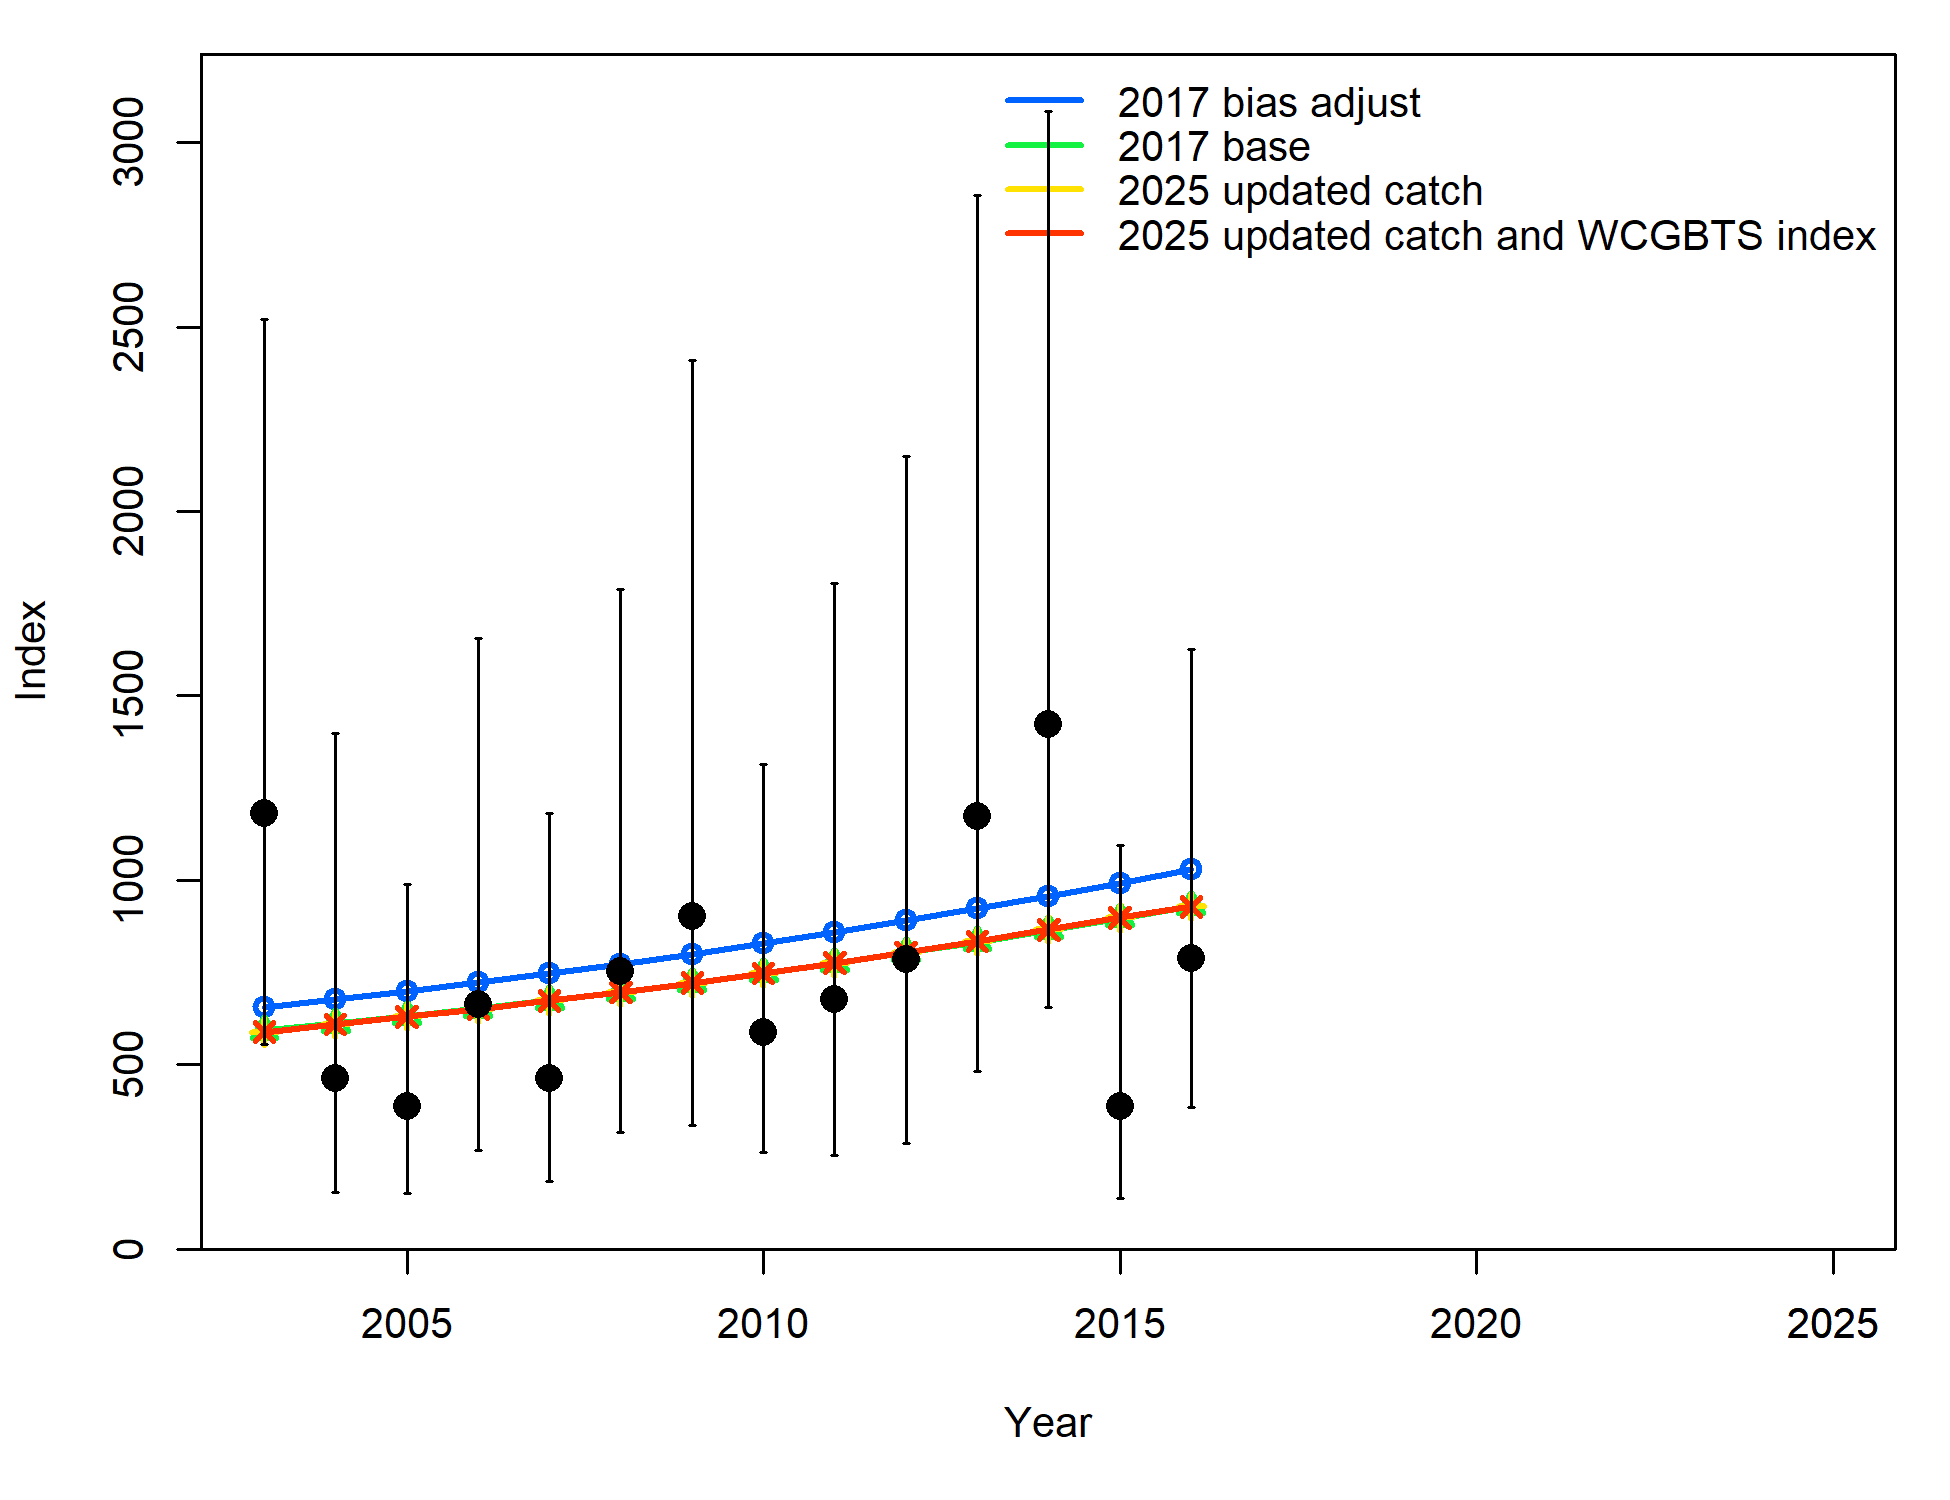 2017 bias adjust
2017 base
2025 updated catch
2025 updated catch and WCGBTS index
3000
2500
2000
1500
1000
500
0
Index
2005 2010 2015 2020 2025
Year